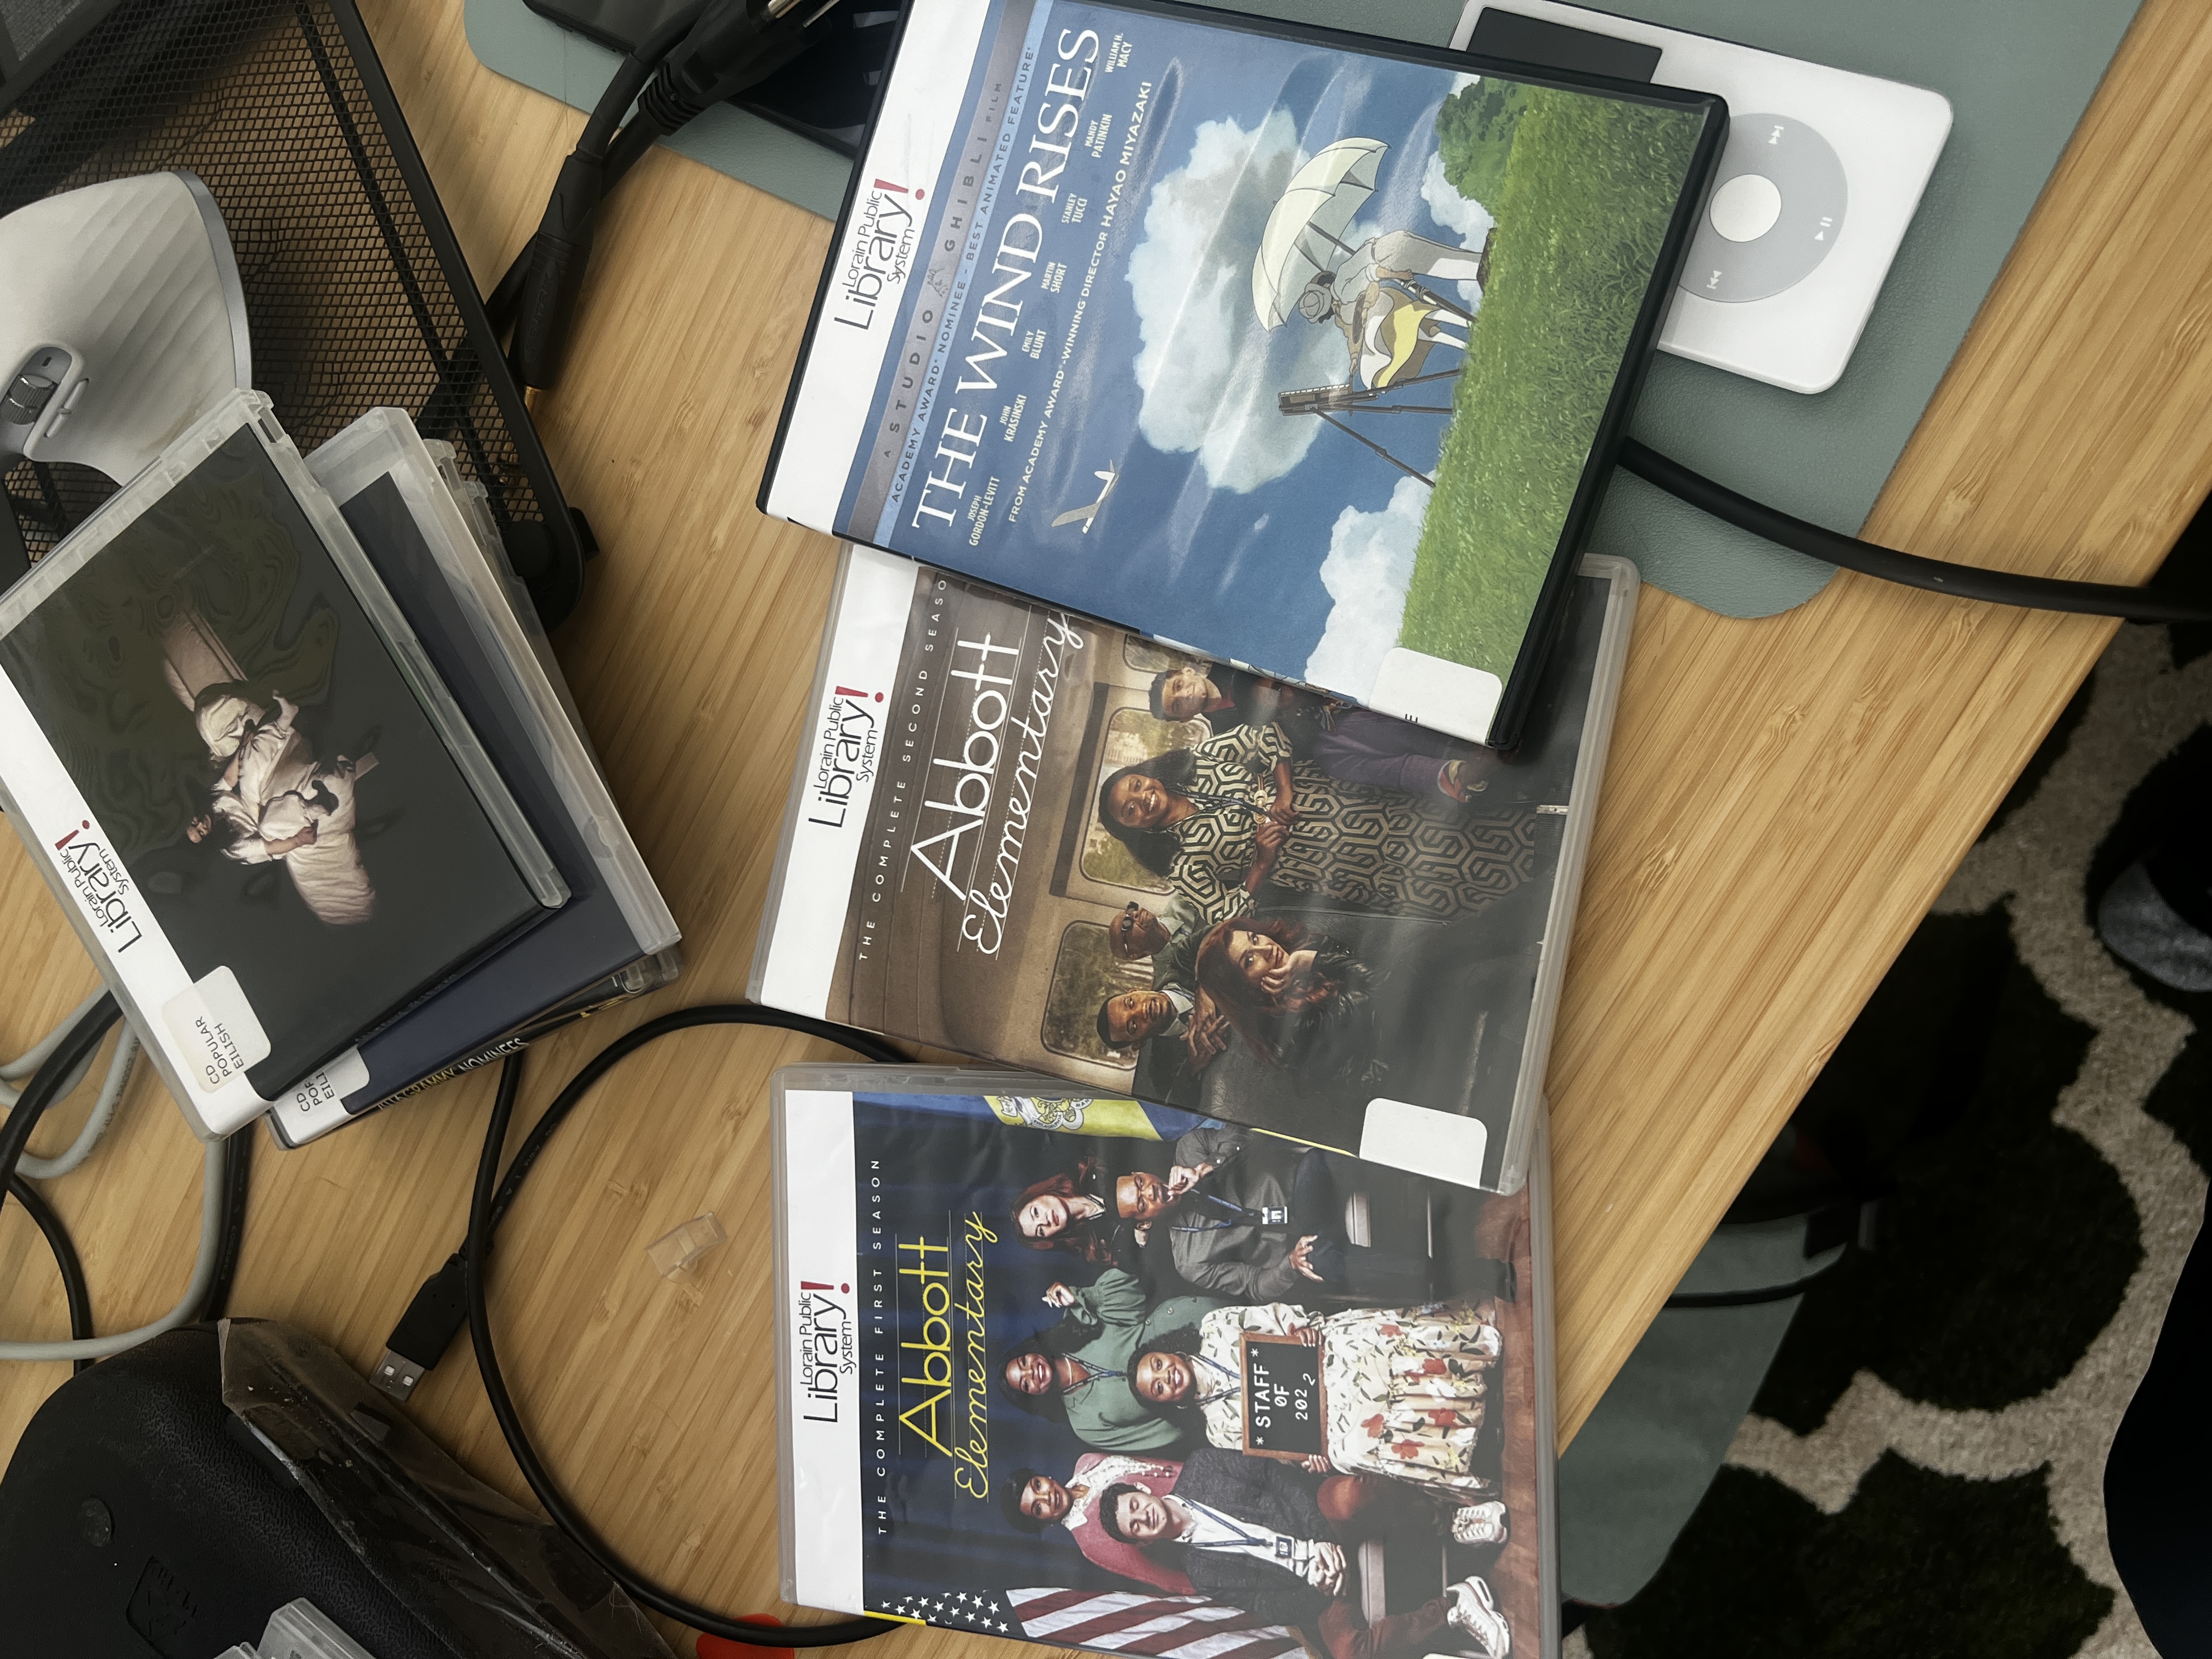 Lorain Public
Library!
System
CD
POPULAR
EILISH
CD
NOMINEES
Lorain Public
Library!
System
THE COMPLETE FIRST SEASON
Abbott
Elementary
* STAFF *
OF
2022
Lorain Public
Library!
System
THE COMPLETE SECOND SEASO
Abbott
Elementary
Lorain Public
Library!
System
A STUDIO GHIBLI FILM
ACADEMY AWARD® NOMINEE - BEST ANIMATED FEATURE*
THE WIND RISES
JOSEPH GORDON-LEVITT JOHN KRASINSKI EMILY BLUNT MARTIN SHORT STANLEY TUCCI MANDY PATINKIN WILLIAM H. MACY
FROM ACADEMY AWARD®-WINNING DIRECTOR HAYAO MIYAZAKI
E